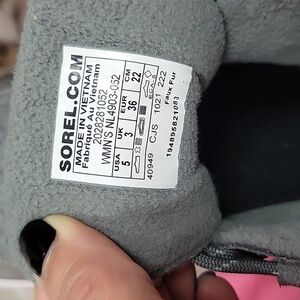 SOREL.COM
MADE IN VIETNAM
Fabriqué Au Vietnam
2028281052
WMN'S NL4903-052
USA UK EUR CM
5 3 36 22
40949 CJS 1021 222
Faux Fur
194895821083